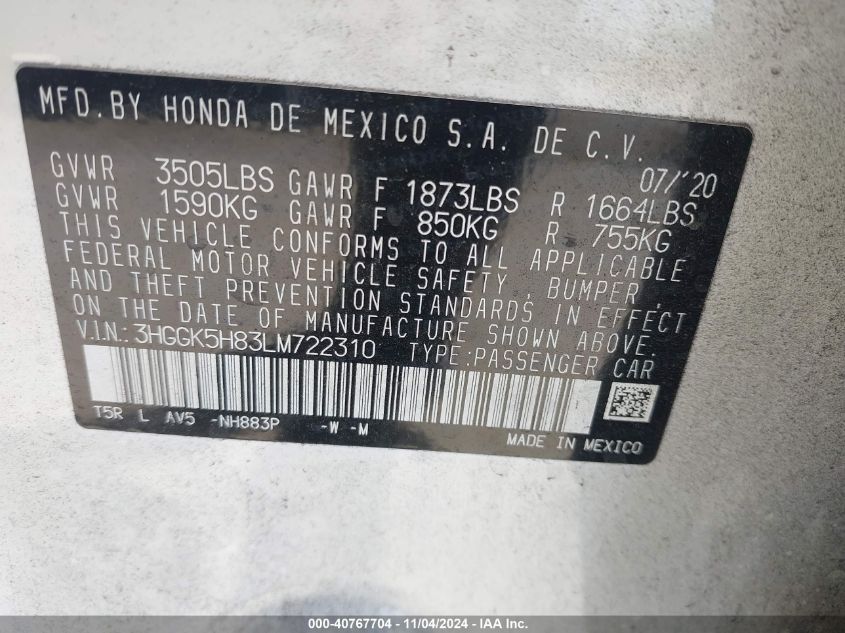 MFD. BY HONDA DE MEXICO S.A. DE C.V.
07/'20
GVWR 3505LBS GAWR F 1873LBS R 1664LBS
GVWR 1590KG GAWR F 850KG R 755KG
THIS VEHICLE CONFORMS TO ALL APPLICABLE
FEDERAL MOTOR VEHICLE SAFETY, BUMPER,
AND THEFT PREVENTION STANDARDS IN EFFECT
ON THE DATE OF MANUFACTURE SHOWN ABOVE.
V.I.N.: 3HGGK5H83LM722310 TYPE:PASSENGER CAR
T5R L AV5 -NH883P -W -M
MADE IN MEXICO
000-40767704 - 11/04/2024 - IAA Inc.